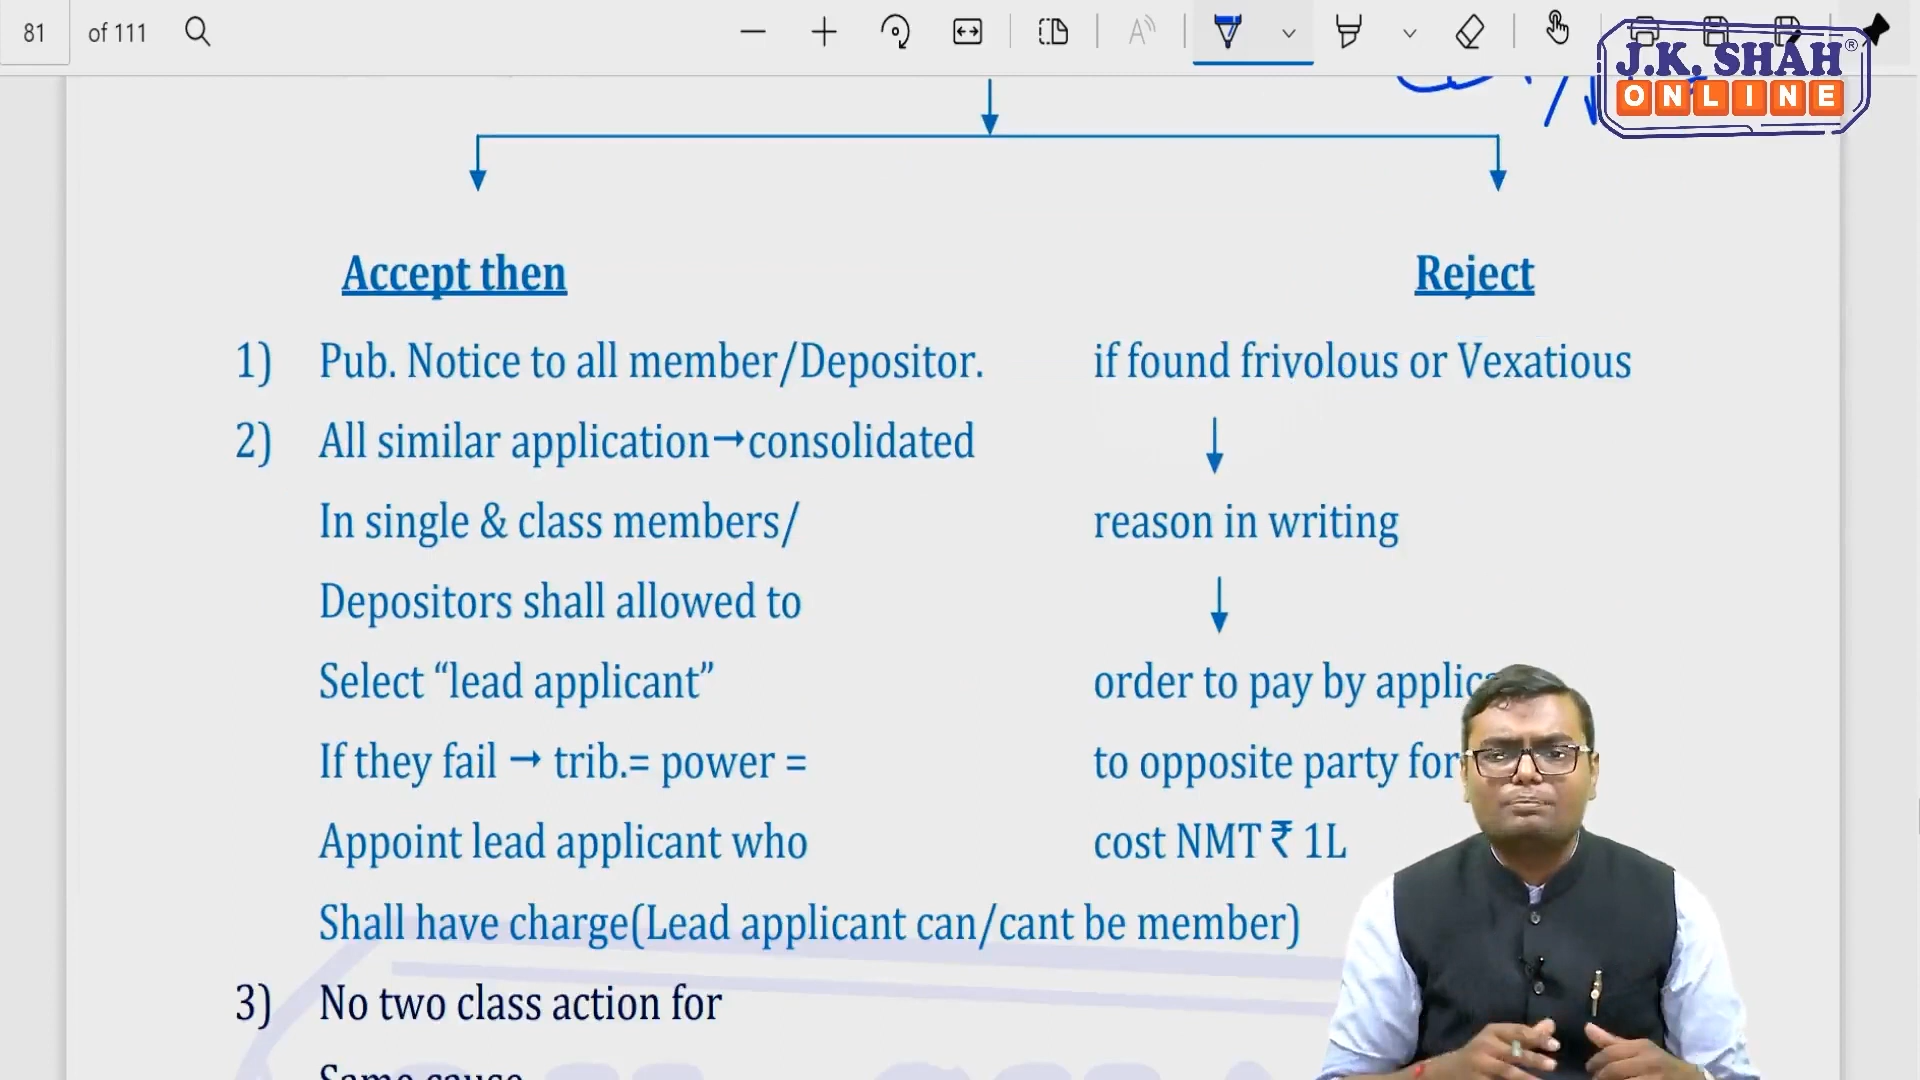 81 of 111
J.K. SHAH®
ONLINE
Accept then
Reject
1) Pub. Notice to all member/Depositor.
if found frivolous or Vexatious
2) All similar application→consolidated
In single & class members/
reason in writing
Depositors shall allowed to
Select “lead applicant”
order to pay by
If they fail → trib.= power =
to opposite party for
Appoint lead applicant who
cost NMT ₹ 1L
Shall have charge(Lead applicant can/cant be member)
3) No two class action for
Same cause